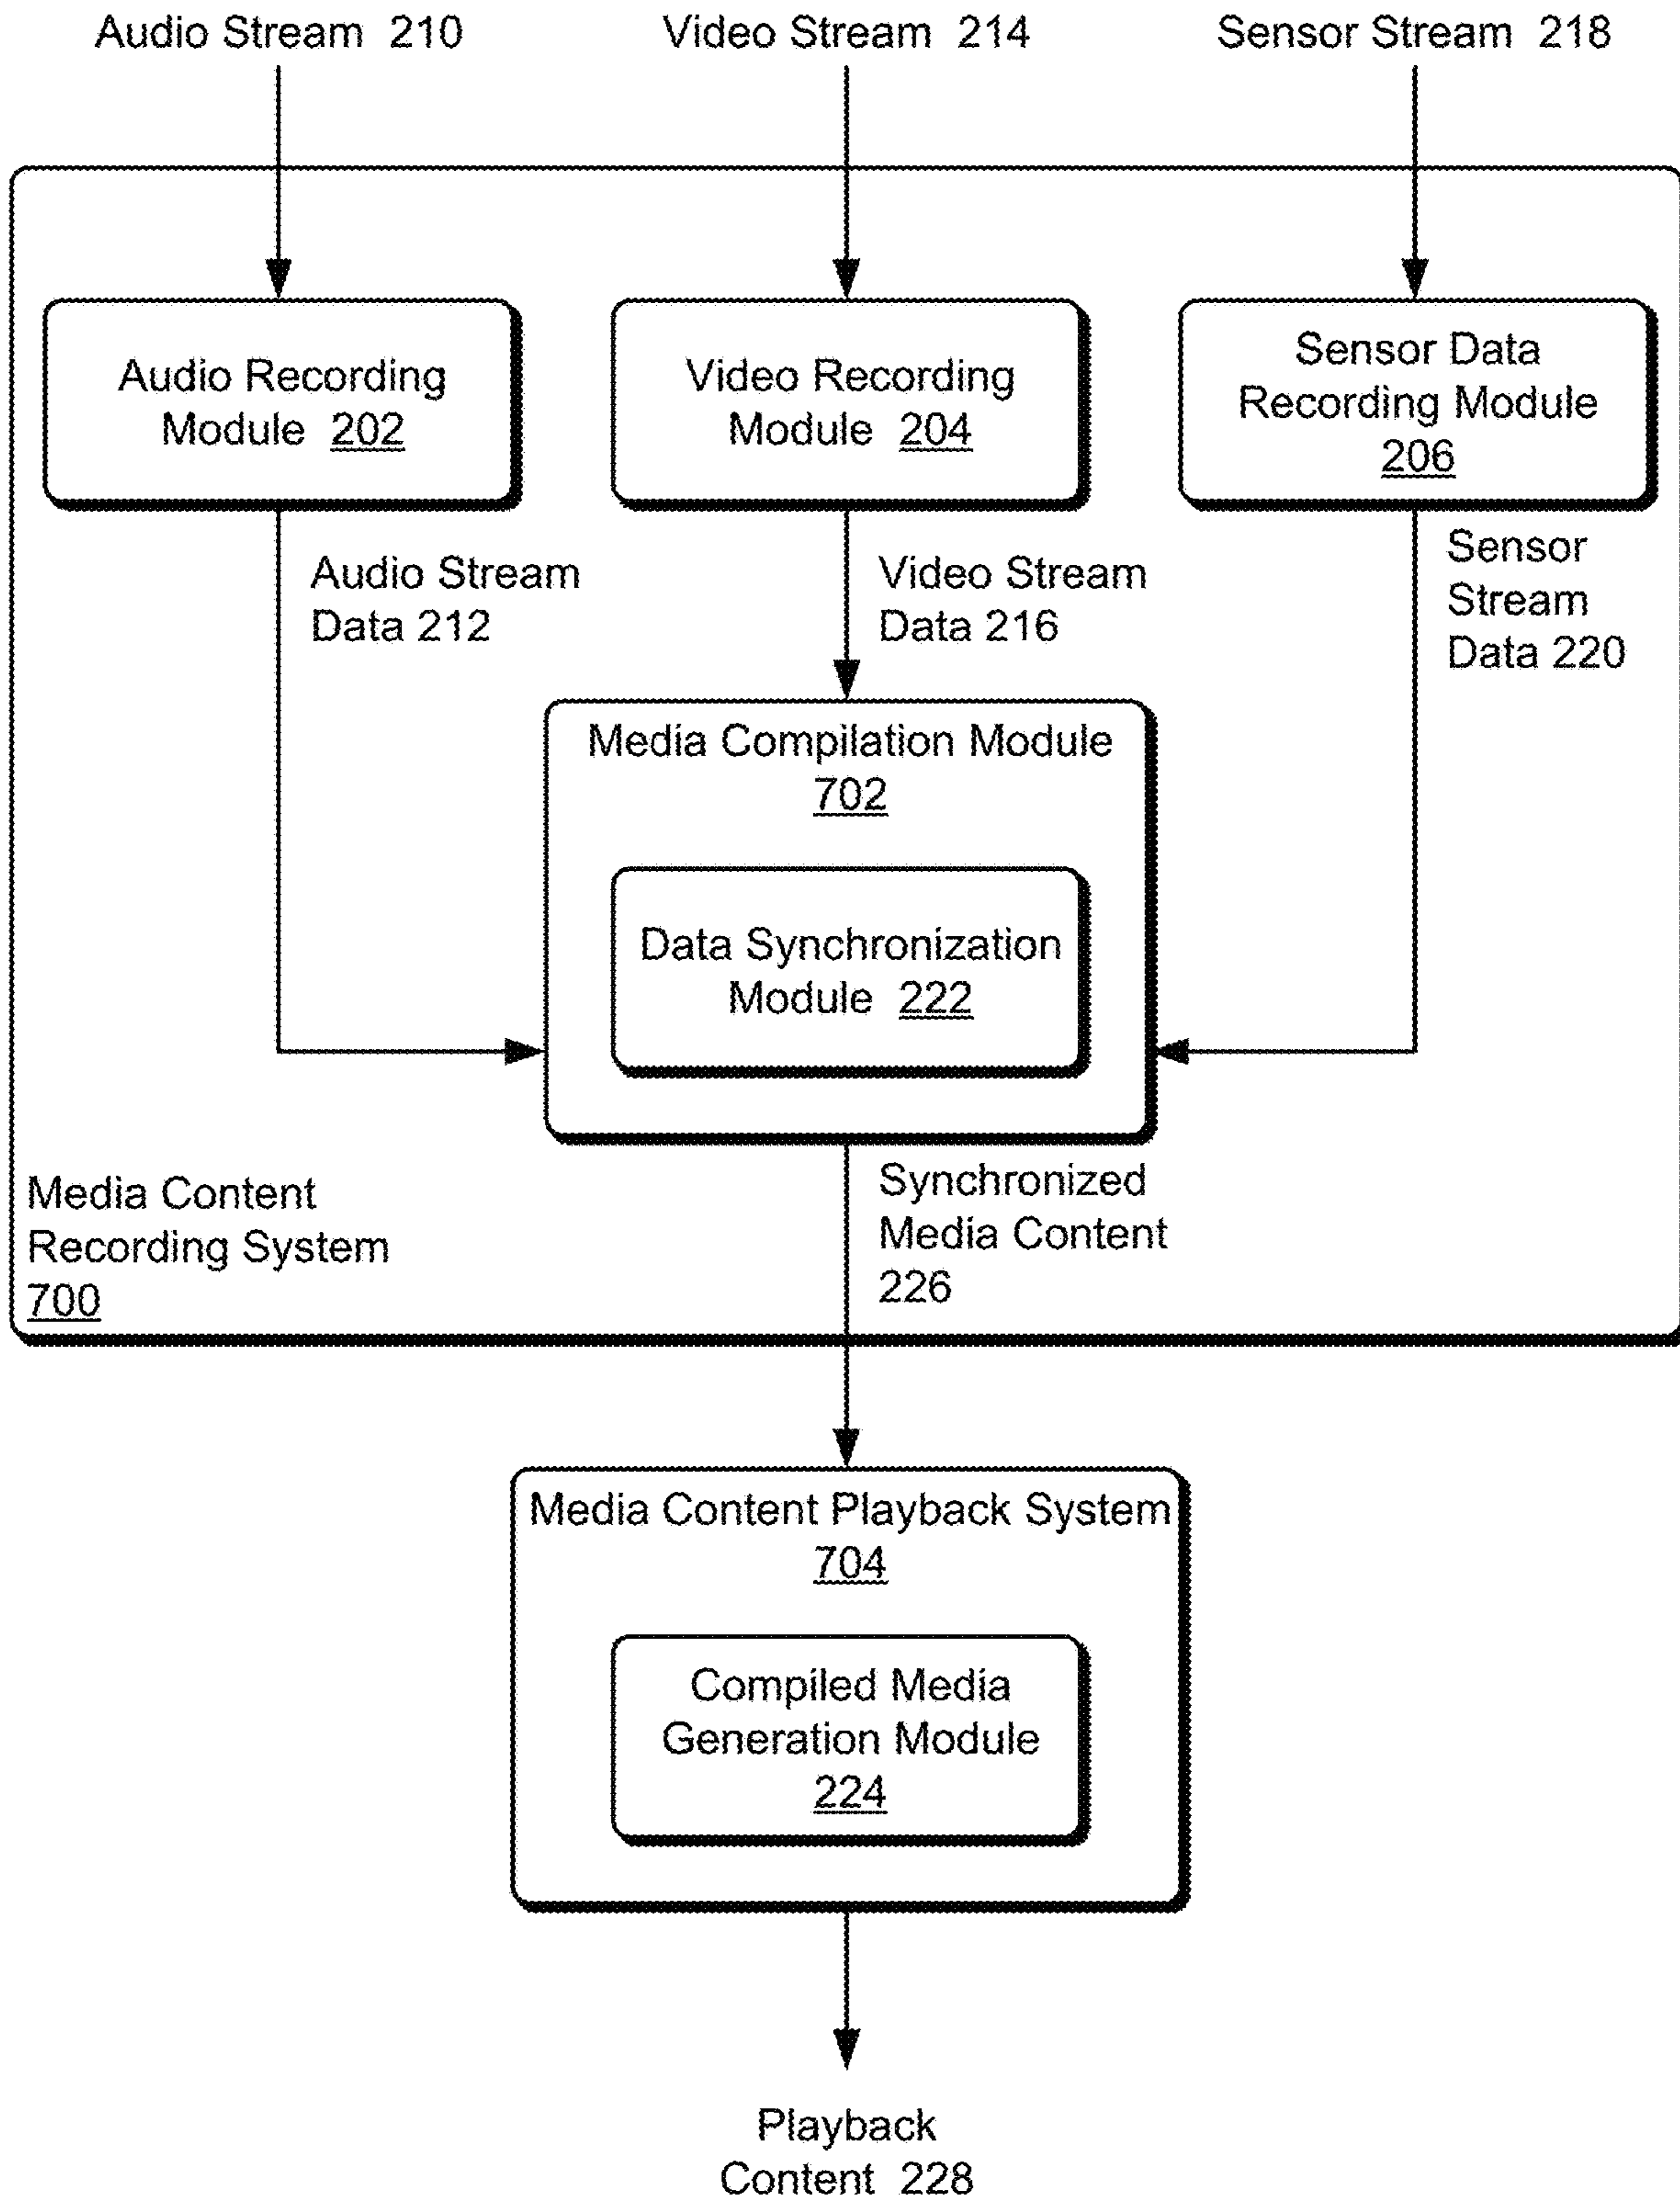 Audio Stream 210
Video Stream 214
Sensor Stream 218
Audio Recording
Module 202
Video Recording
Module 204
Sensor Data
Recording Module
206
Audio Stream
Data 212
Video Stream
Data 216
Sensor
Stream
Data 220
Media Compilation Module
702
Data Synchronization
Module 222
Media Content
Recording System
700
Synchronized
Media Content
226
Media Content Playback System
704
Compiled Media
Generation Module
224
Playback
Content 228